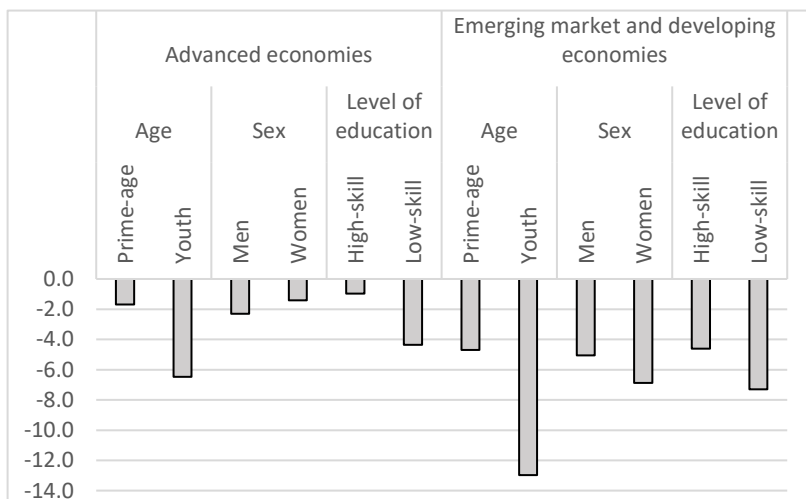 Advanced economies
Emerging market and developing
economies
Age
Sex
Level of
education
Age
Sex
Level of
education
Prime-age
Youth
Men
Women
High-skill
Low-skill
Prime-age
Youth
Men
Women
High-skill
Low-skill
0.0
-2.0
-4.0
-6.0
-8.0
-10.0
-12.0
-14.0